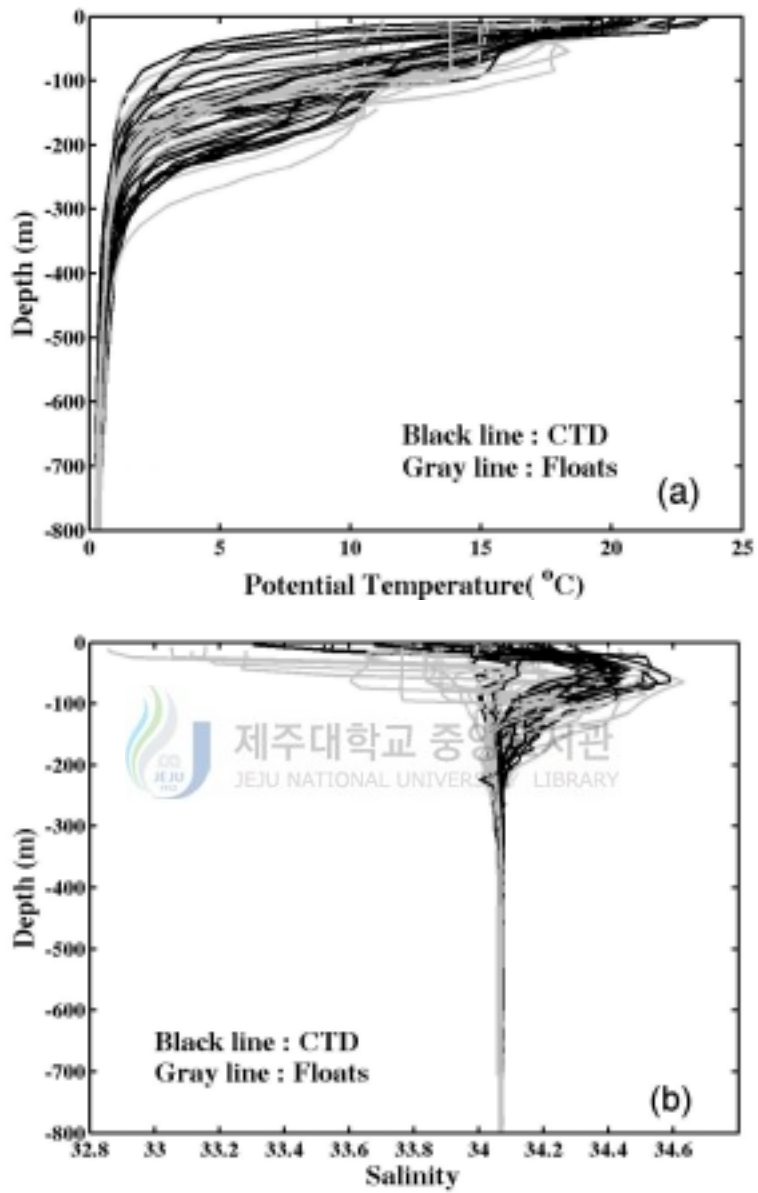 0
-100
-200
-300
-400
-500
-600
-700
-800
Depth (m)
Black line : CTD
Gray line : Floats
(a)
0 5 10 15 20 25
Potential Temperature( °C)
0
-100
-200
-300
-400
-500
-600
-700
-800
Depth (m)
제주대학교 중앙 서관
JEJU NATIONAL UNIVERS LIBRARY
JEJU
1952
Black line : CTD
Gray line : Floats
(b)
32.8 33 33.2 33.4 33.6 33.8 34 34.2 34.4 34.6
Salinity